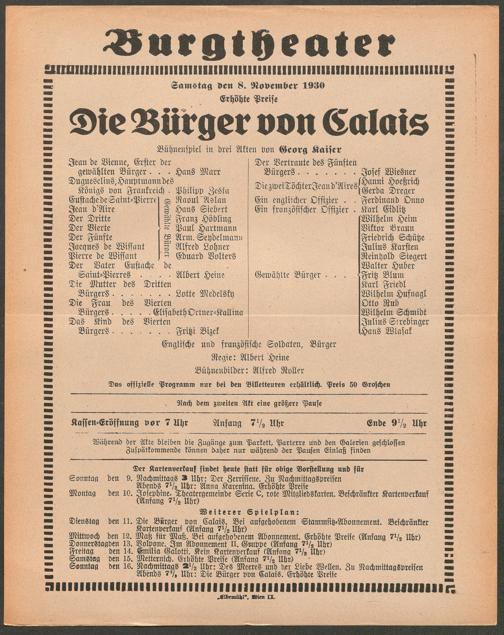 Burgtheater
Samstag den 8. November 1930
Erhöhte Preise
Die Bürger von Calais
Bühnenspiel in drei Akten von Georg Kaiser
Jean de Vienne, Erster der
gewählten Bürger . . . Hans Marr
Duguesclins, Hauptmann des
Königs von Frankreich . Philipp Zeska
Eustache de Saint-Pierre Raoul Aslan
Jean d'Aire Hans Siebert
Der Dritte Franz Höbling
Der Vierte Paul Hartmann
Der Fünfte Arm. Seydelmann
Jacques de Wissant Alfred Lohner
Pierre de Wissant Eduard Volters
Gewählte Bürger
Der Vater Eustache de
Saint-Pierres . . . . Albert Heine
Die Mutter des Dritten
Bürgers . . . . . . Lotte Medelsky
Die Frau des Vierten
Bürgers . . . . . Elisabeth Ortner-Kallina
Das Kind des Vierten
Bürgers . . . . . . Fritzi Bizek
Der Vertraute des Fünften
Bürgers . . . . . . Josef Wiesner
Die zwei Töchter Jean d'Aires Hanni Hoeßrich
Gerda Dreger
Ein englischer Offizier . . Ferdinand Onno
Ein französischer Offizier . Karl Eidlitz
Gewählte Bürger . . .
Wilhelm Heim
Viktor Braun
Friedrich Schütze
Julius Karsten
Reinhold Siegert
Walter Huber
Karl Friedl
Wilhelm Hufnagl
Otto Rub
Wilhelm Schmidt
Julius Strebinger
Hans Wlasak
Englische und französische Soldaten, Bürger
Regie: Albert Heine
Bühnenbilder: Alfred Roller
Das offizielle Programm nur bei den Billetteuren erhältlich. Preis 50 Groschen
Nach dem zweiten Akt eine größere Pause
Kassen-Eröffnung vor 7 Uhr Anfang 7½ Uhr Ende 9½ Uhr
Während der Akte bleiben die Zugänge zum Parkett, Parterre und den Galerien geschlossen
Zuspätkommende können daher nur während der Pausen Einlaß finden
Der Kartenverkauf findet heute statt für obige Vorstellung und für
Sonntag den 9. Nachmittags 3 Uhr: Der Zerrissene. Zu Nachmittagspreisen
Abends 7½ Uhr: Anna Karenina. Erhöhte Preise
Montag den 10. Josephine. Theatergemeinde Serie C, rote Mitgliedskarten. Beschränkter Kartenverkauf
(Anfang 7½ Uhr)
Weiterer Spielplan:
Dienstag den 11. Die Bürger von Calais. Bei aufgehobenem Stammsitz-Abonnement. Beschränkter
Kartenverkauf (Anfang 7½ Uhr)
Mittwoch den 12. Maß für Maß. Bei aufgehobenem Abonnement. Erhöhte Preise (Anfang 7½ Uhr)
Donnerstag den 13. Volpone. Im Abonnement II. Gruppe (Anfang 7½ Uhr)
Freitag den 14. Emilia Galotti. Kein Kartenverkauf (Anfang 7½ Uhr)
Samstag den 15. Metternich. Erhöhte Preise (Anfang 7½ Uhr)
Sonntag den 16. Nachmittags 2½ Uhr: Des Meeres und der Liebe Wellen. Zu Nachmittagspreisen
Abends 7½ Uhr: Die Bürger von Calais. Erhöhte Preise
„Elbemühl“, Wien IX.